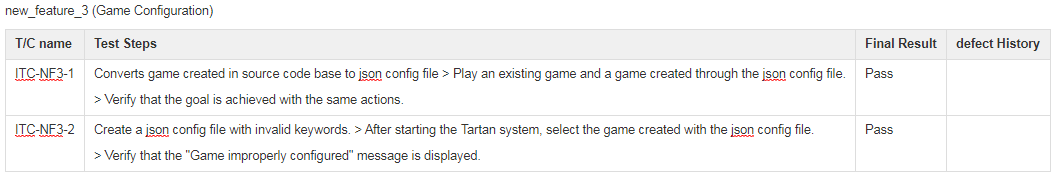 new_feature_3 (Game Configuration)
T/C name Test Steps Final Result defect History
ITC-NF3-1 Converts game created in source code base to json config file > Play an existing game and a game created through the json config file. Pass
> Verify that the goal is achieved with the same actions.
ITC-NF3-2 Create a json config file with invalid keywords. > After starting the Tartan system, select the game created with the json config file. Pass
> Verify that the "Game improperly configured" message is displayed.